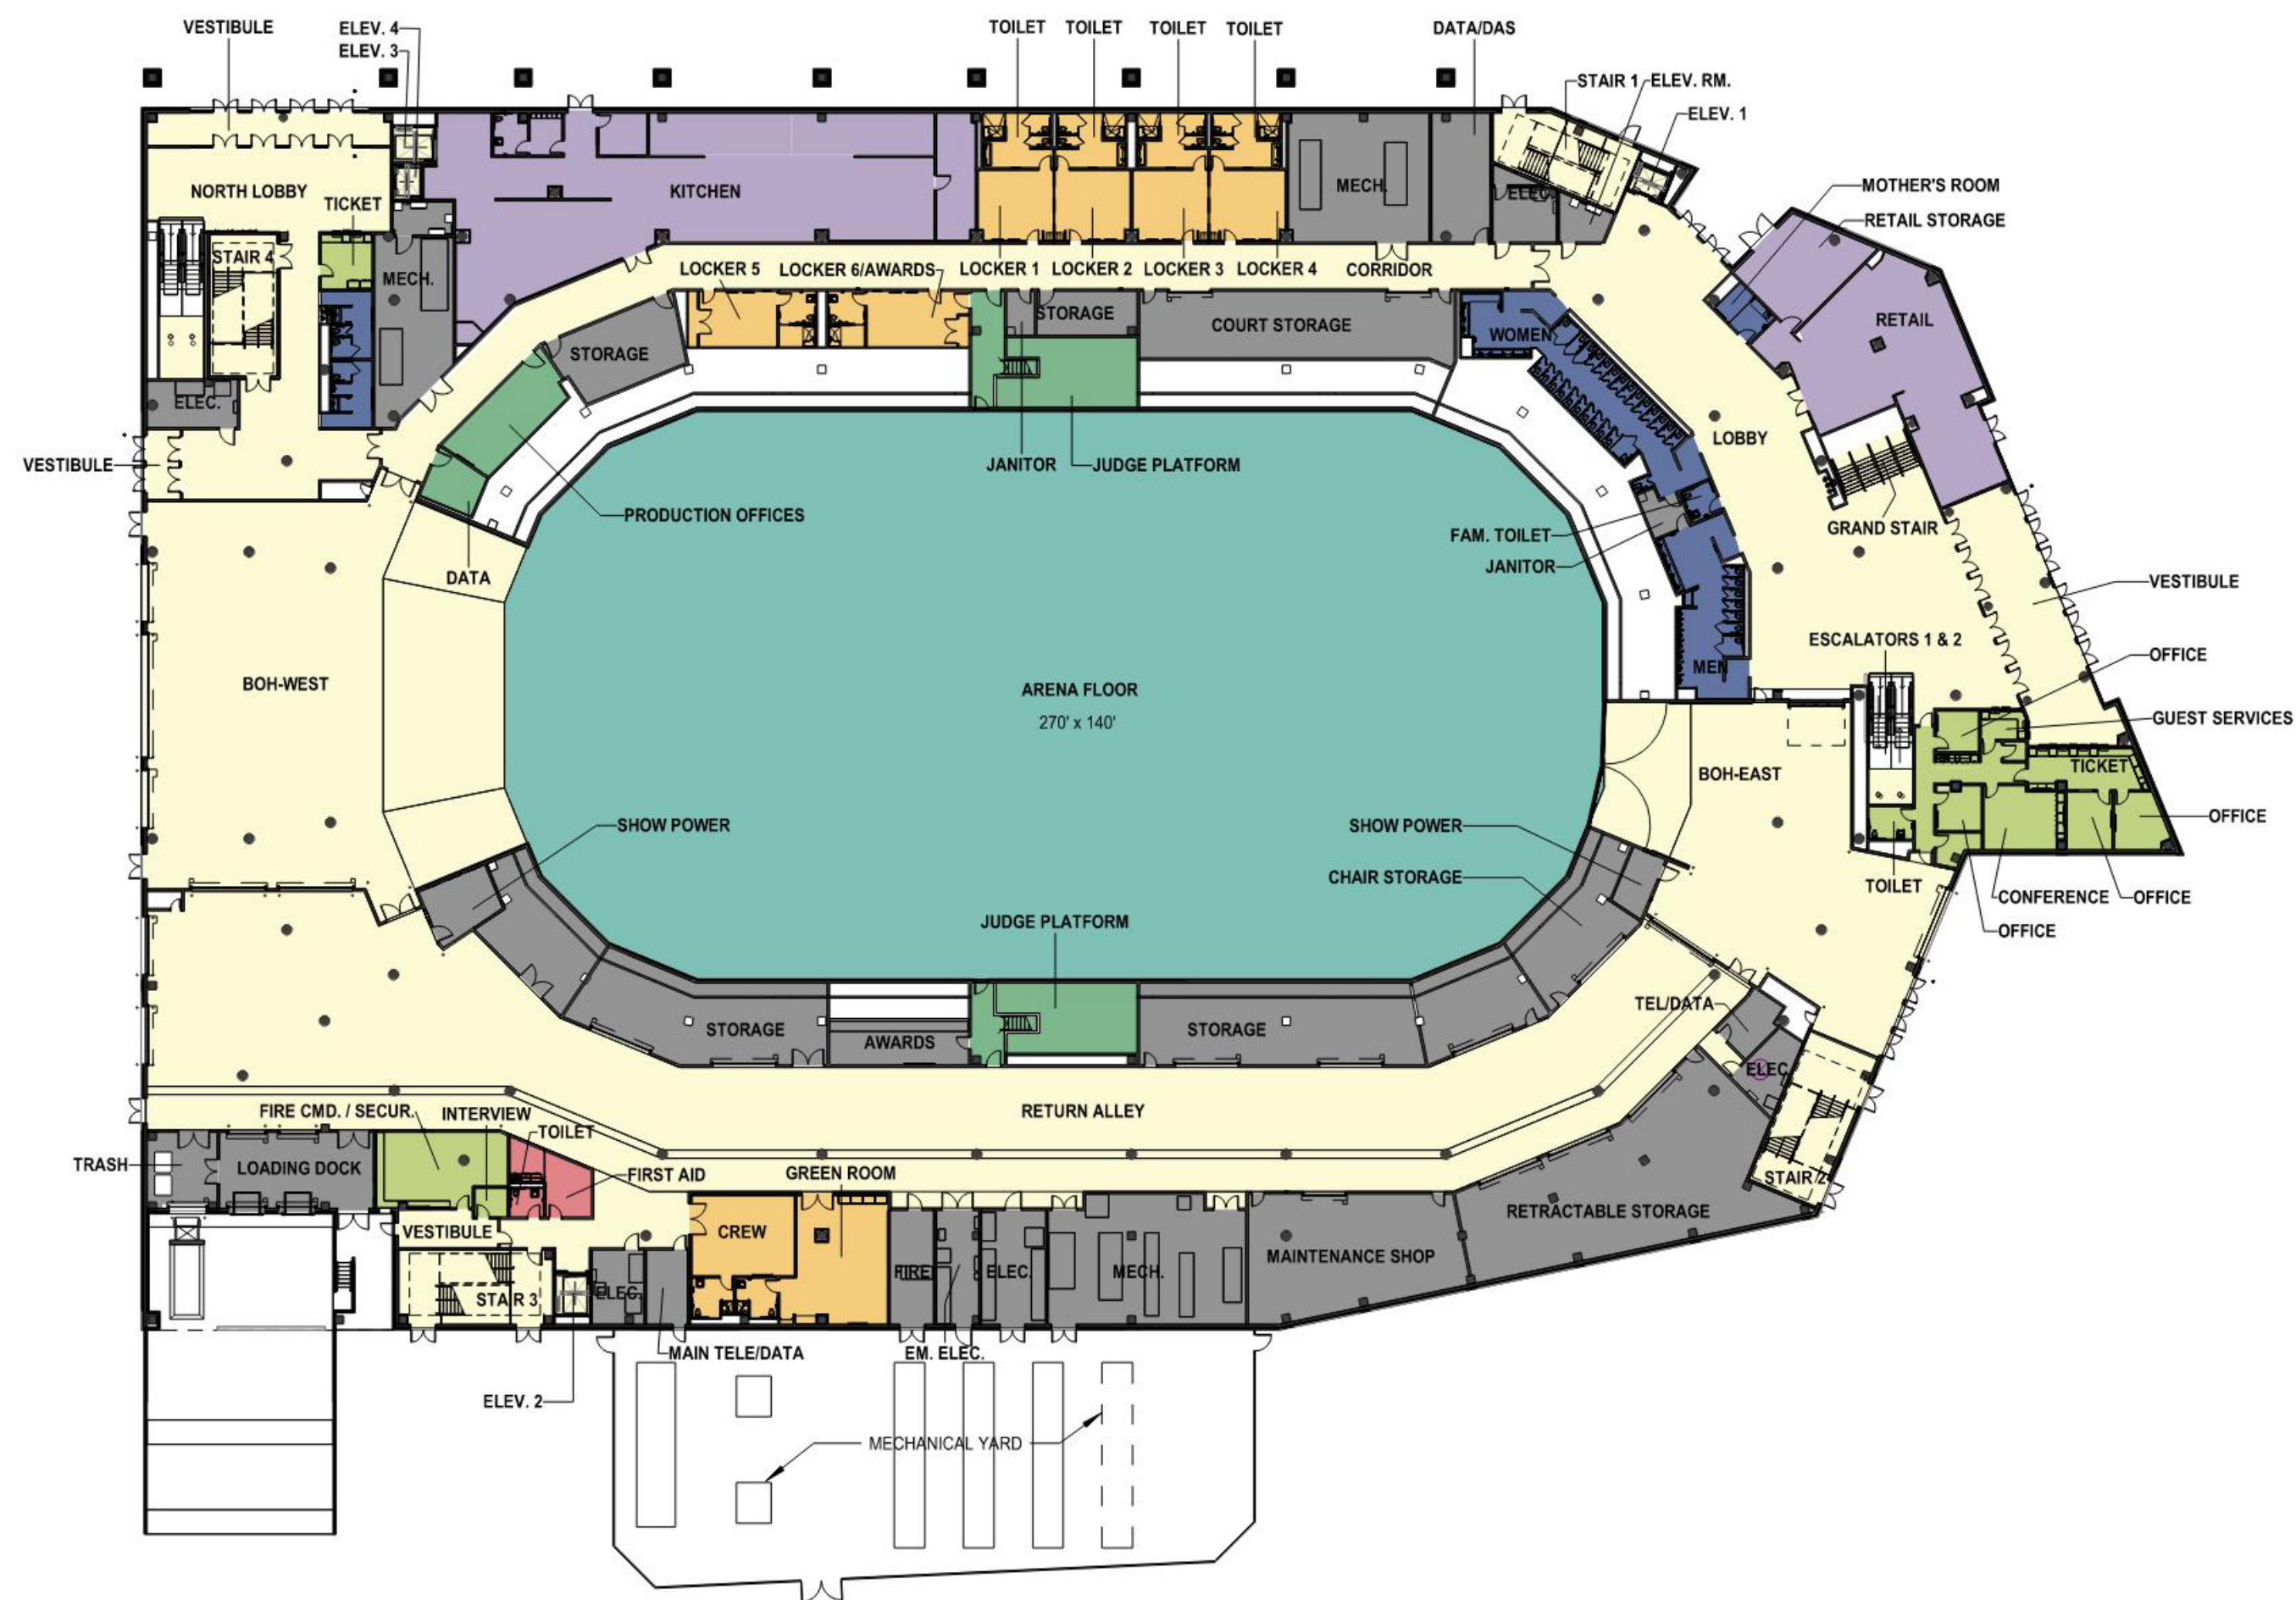 VESTIBULE
ELEV. 4
ELEV. 3
TOILET
TOILET
TOILET
TOILET
DATA/DAS
STAIR 1
ELEV. RM.
ELEV. 1
NORTH LOBBY
TICKET
KITCHEN
MECH.
ELEC.
MOTHER'S ROOM
RETAIL STORAGE
STAIR 4
MECH.
LOCKER 5
LOCKER 6/AWARDS
LOCKER 1
LOCKER 2
LOCKER 3
LOCKER 4
CORRIDOR
STORAGE
COURT STORAGE
WOMEN
RETAIL
STORAGE
ELEC.
LOBBY
VESTIBULE
JANITOR
JUDGE PLATFORM
PRODUCTION OFFICES
GRAND STAIR
FAM. TOILET
JANITOR
DATA
VESTIBULE
ESCALATORS 1 & 2
OFFICE
MEN
BOH-WEST
ARENA FLOOR
270' x 140'
GUEST SERVICES
BOH-EAST
TICKET
SHOW POWER
SHOW POWER
OFFICE
CHAIR STORAGE
TOILET
CONFERENCE
OFFICE
OFFICE
JUDGE PLATFORM
TEL/DATA
STORAGE
AWARDS
STORAGE
ELEC.
FIRE CMD. / SECUR.
INTERVIEW
RETURN ALLEY
TOILET
TRASH
LOADING DOCK
FIRST AID
GREEN ROOM
STAIR 2
RETRACTABLE STORAGE
VESTIBULE
CREW
MAINTENANCE SHOP
FIRE
ELEC.
MECH.
STAIR 3
ELEC.
MAIN TELE/DATA
EM. ELEC.
ELEV. 2
MECHANICAL YARD